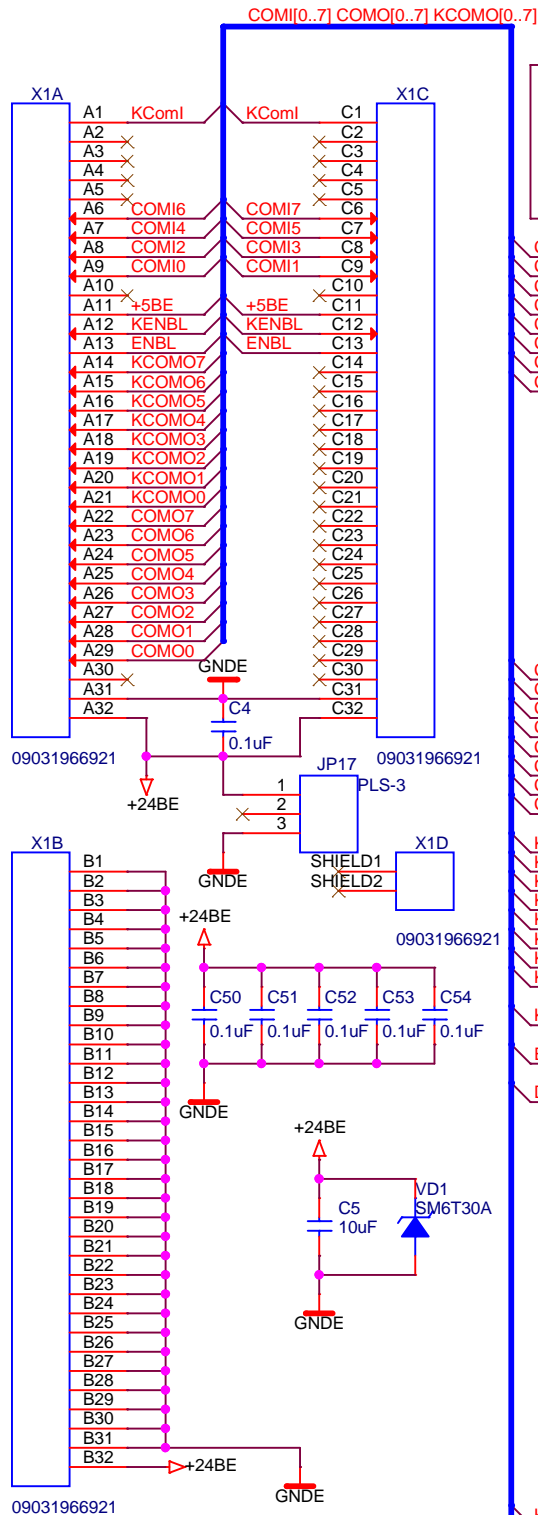 COMI[0..7] COMO[0..7] KCOMO[0..7]
X1A X1C
A1 KComI KComI C1
A2 C2
A3 C3
A4 C4
A5 C5
A6 COMI6 COMI7 C6
A7 COMI4 COMI5 C7
A8 COMI2 COMI3 C8
A9 COMI0 COMI1 C9
A10 C10
A11 +5BE +5BE C11
A12 KENBL KENBL C12
A13 ENBL ENBL C13
A14 KCOMO7 C14
A15 KCOMO6 C15
A16 KCOMO5 C16
A17 KCOMO4 C17
A18 KCOMO3 C18
A19 KCOMO2 C19
A20 KCOMO1 C20
A21 KCOMO0 C21
A22 COMO7 C22
A23 COMO6 C23
A24 COMO5 C24
A25 COMO4 C25
A26 COMO3 C26
A27 COMO2 C27
A28 COMO1 C28
A29 COMO0 C29
GNDE
A30 C30
A31 C31
A32 C4 C32
0.1uF
09031966921 09031966921
+24BE
JP17
1 PLS-3
2
3
GNDE
X1D
SHIELD1
SHIELD2
09031966921
X1B
B1
B2
B3
B4
B5
B6
B7
B8
B9
B10
B11
B12
B13
B14
B15
B16
B17
B18
B19
B20
B21
B22
B23
B24
B25
B26
B27
B28
B29
B30
B31
B32 +24BE
GNDE
09031966921
+24BE
C50 C51 C52 C53 C54
0.1uF 0.1uF 0.1uF 0.1uF 0.1uF
GNDE
+24BE
C5 VD1
10uF SM6T30A
GNDE